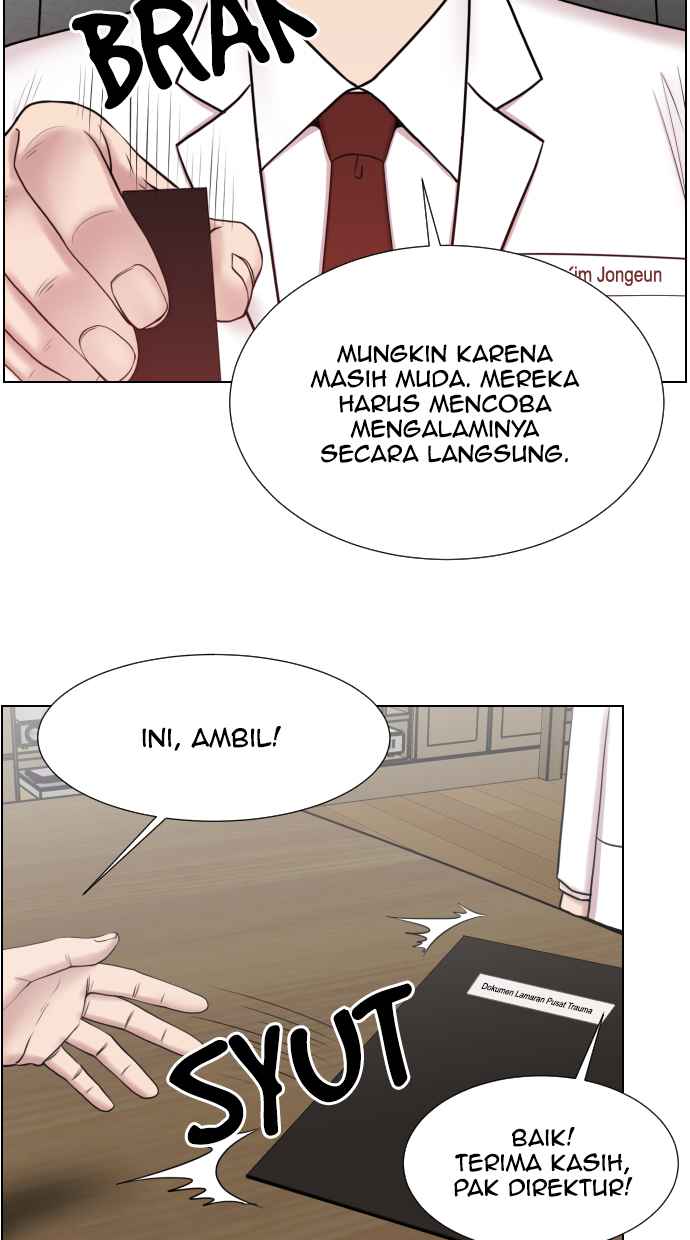 BRAK
Kim Jongeun
MUNGKIN KARENA
MASIH MUDA. MEREKA
HARUS MENCOBA
MENGALAMINYA
SECARA LANGSUNG.
INI, AMBIL!
Dokumen Lamaran Pusat Trauma
SYUT
BAIK!
TERIMA KASIH,
PAK DIREKTUR!